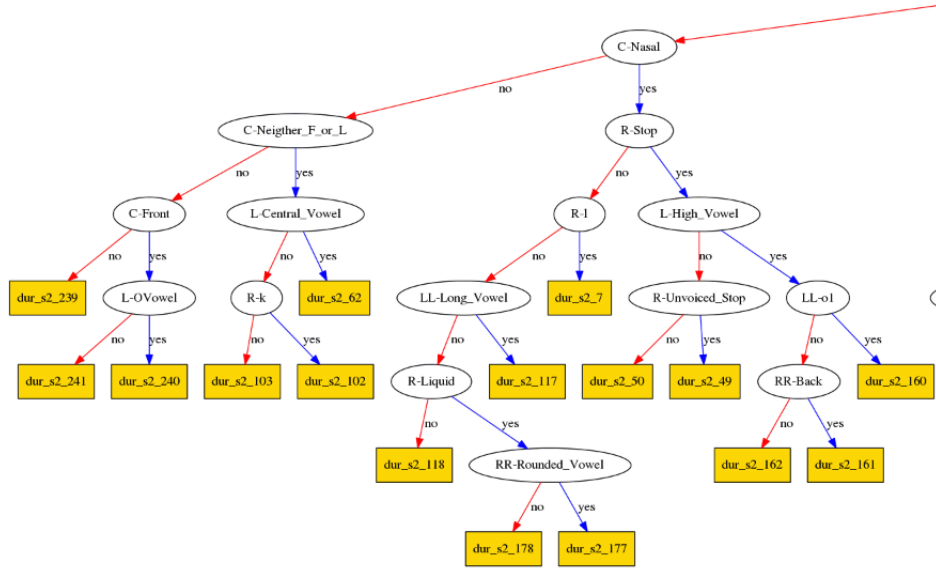 C-Nasal
no
yes
C-Neigther_F_or_L
R-Stop
no
yes
no
yes
C-Front
L-Central_Vowel
R-l
L-High_Vowel
no
yes
no
yes
no
yes
no
yes
dur_s2_239
L-OVowel
R-k
dur_s2_62
LL-Long_Vowel
dur_s2_7
R-Unvoiced_Stop
LL-o1
no
yes
no
yes
no
yes
no
yes
no
yes
dur_s2_241
dur_s2_240
dur_s2_103
dur_s2_102
R-Liquid
dur_s2_117
dur_s2_50
dur_s2_49
RR-Back
dur_s2_160
no
yes
no
yes
dur_s2_118
RR-Rounded_Vowel
dur_s2_162
dur_s2_161
no
yes
dur_s2_178
dur_s2_177